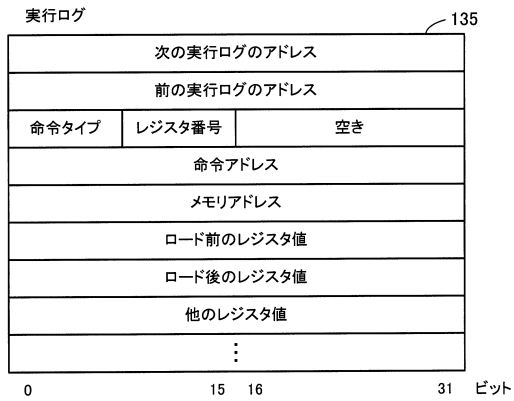 実行ログ
135
次の実行ログのアドレス
前の実行ログのアドレス
命令タイプ レジスタ番号 空き
命令アドレス
メモリアドレス
ロード前のレジスタ値
ロード後のレジスタ値
他のレジスタ値
⋮
0 15 16 31 ビット